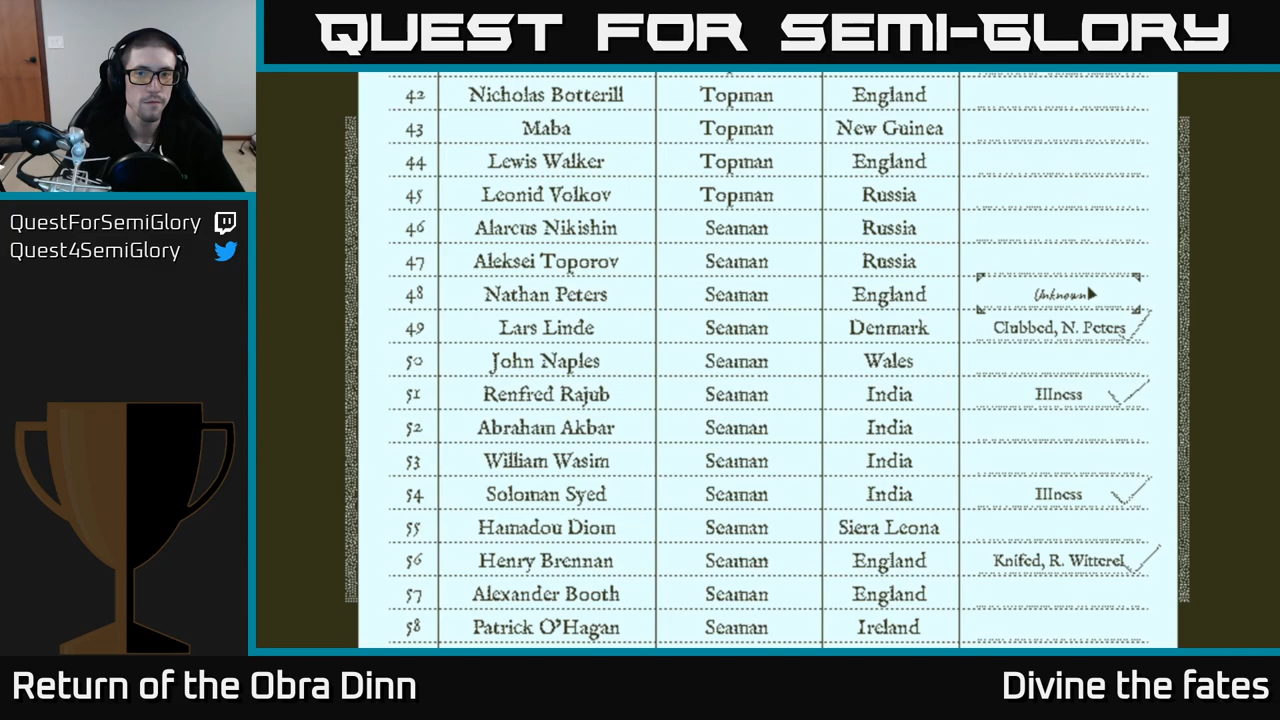 QUEST FOR SEMI-GLORY
QuestForSemiGlory
Quest4SemiGlory
42 Nicholas Botterill Topman England
43 Maba Topman New Guinea
44 Lewis Walker Topman England
45 Leonid Volkov Topman Russia
46 Alarcus Nikishin Seaman Russia
47 Aleksei Toporov Seaman Russia
48 Nathan Peters Seaman England Unknown
49 Lars Linde Seaman Denmark Clubbed, N. Peters
50 John Naples Seaman Wales
51 Renfred Rajub Seaman India Illness
52 Abraham Akbar Seaman India
53 William Wasim Seaman India
54 Soloman Syed Seaman India Illness
55 Hamadou Diom Seaman Siera Leona
56 Henry Brennan Seaman England Knifed, R. Witterel
57 Alexander Booth Seaman England
58 Patrick O'Hagan Seaman Ireland
Return of the Obra Dinn
Divine the fates